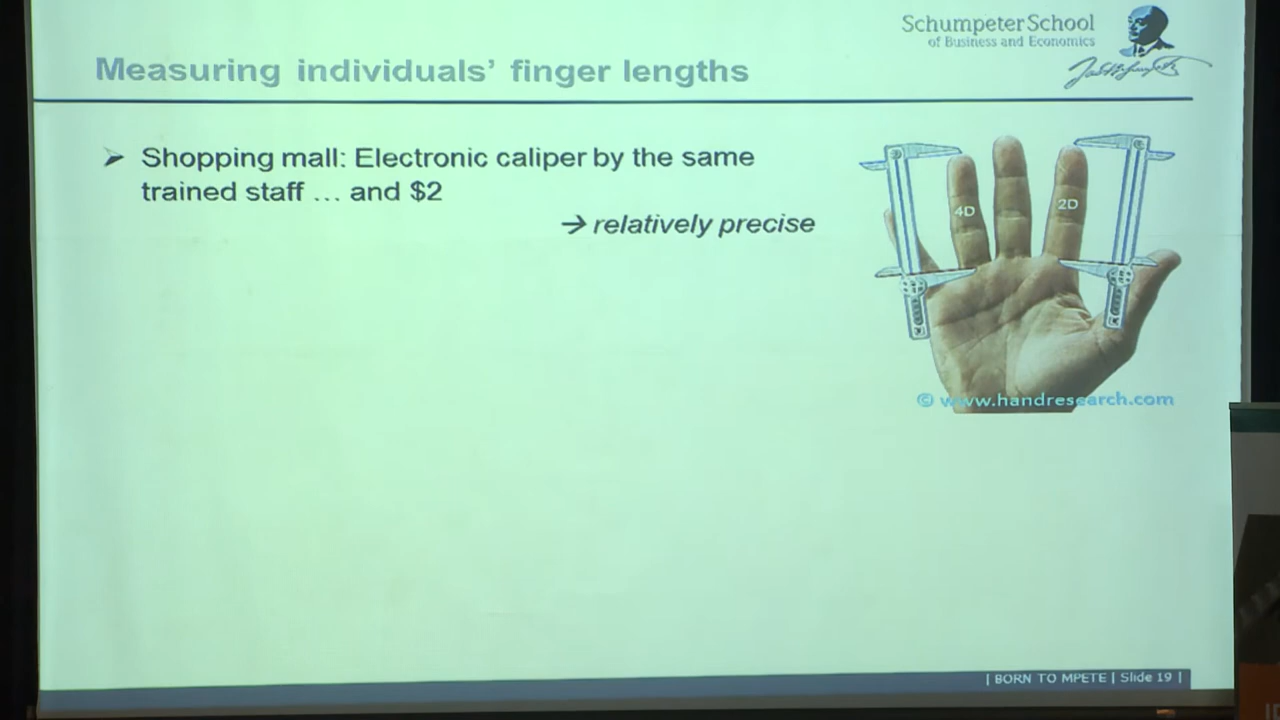 Schumpeter School
of Business and Economics
Measuring individuals' finger lengths
➢ Shopping mall: Electronic caliper by the same
trained staff … and $2
→ relatively precise
4D
2D
© www.handresearch.com
| BORN TO MPETE | Slide 19 |